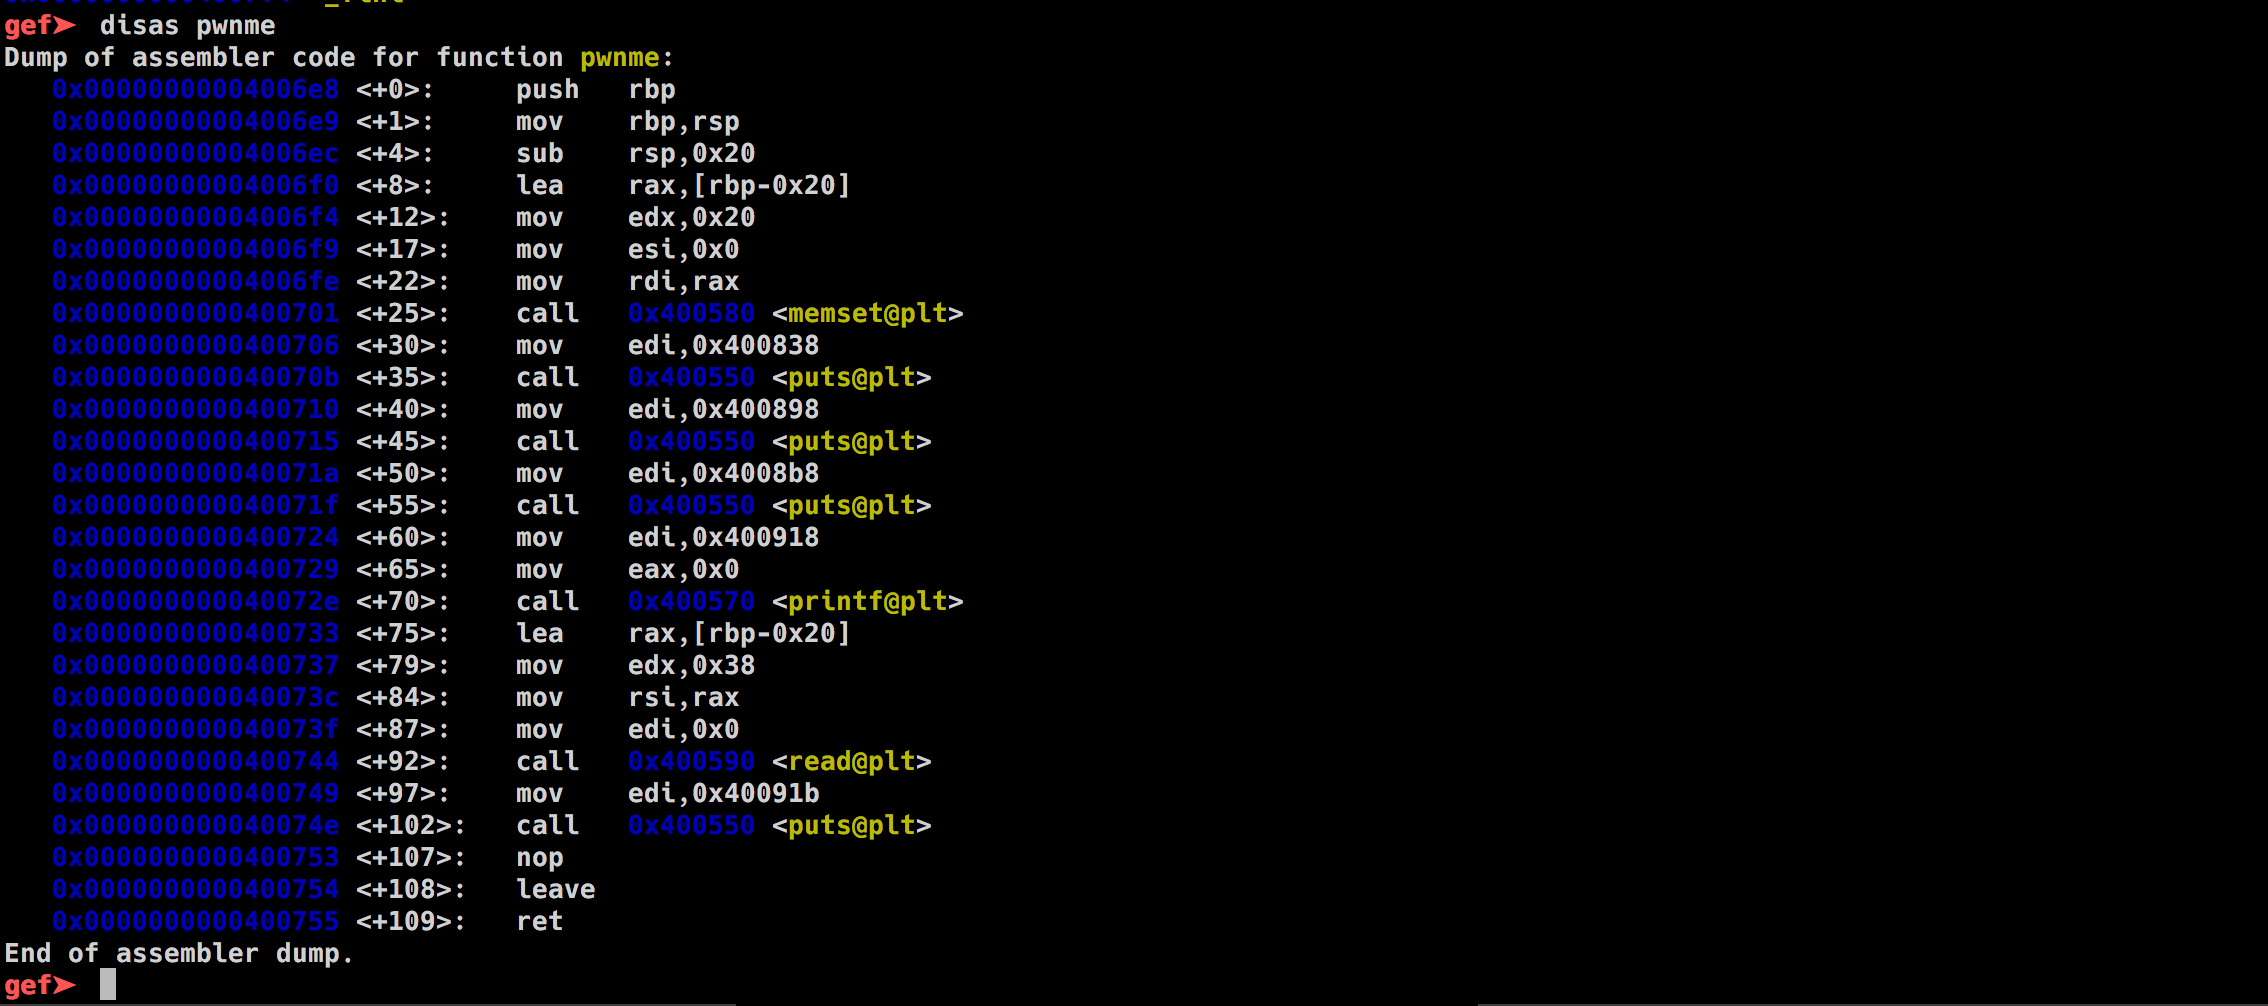 gef➤  disas pwnme
Dump of assembler code for function pwnme:
   0x00000000004006e8 <+0>:	push   rbp
   0x00000000004006e9 <+1>:	mov    rbp,rsp
   0x00000000004006ec <+4>:	sub    rsp,0x20
   0x00000000004006f0 <+8>:	lea    rax,[rbp-0x20]
   0x00000000004006f4 <+12>:	mov    edx,0x20
   0x00000000004006f9 <+17>:	mov    esi,0x0
   0x00000000004006fe <+22>:	mov    rdi,rax
   0x0000000000400701 <+25>:	call   0x400580 <memset@plt>
   0x0000000000400706 <+30>:	mov    edi,0x400838
   0x000000000040070b <+35>:	call   0x400550 <puts@plt>
   0x0000000000400710 <+40>:	mov    edi,0x400898
   0x0000000000400715 <+45>:	call   0x400550 <puts@plt>
   0x000000000040071a <+50>:	mov    edi,0x4008b8
   0x000000000040071f <+55>:	call   0x400550 <puts@plt>
   0x0000000000400724 <+60>:	mov    edi,0x400918
   0x0000000000400729 <+65>:	mov    eax,0x0
   0x000000000040072e <+70>:	call   0x400570 <printf@plt>
   0x0000000000400733 <+75>:	lea    rax,[rbp-0x20]
   0x0000000000400737 <+79>:	mov    edx,0x38
   0x000000000040073c <+84>:	mov    rsi,rax
   0x000000000040073f <+87>:	mov    edi,0x0
   0x0000000000400744 <+92>:	call   0x400590 <read@plt>
   0x0000000000400749 <+97>:	mov    edi,0x40091b
   0x000000000040074e <+102>:	call   0x400550 <puts@plt>
   0x0000000000400753 <+107>:	nop
   0x0000000000400754 <+108>:	leave
   0x0000000000400755 <+109>:	ret
End of assembler dump.
gef➤